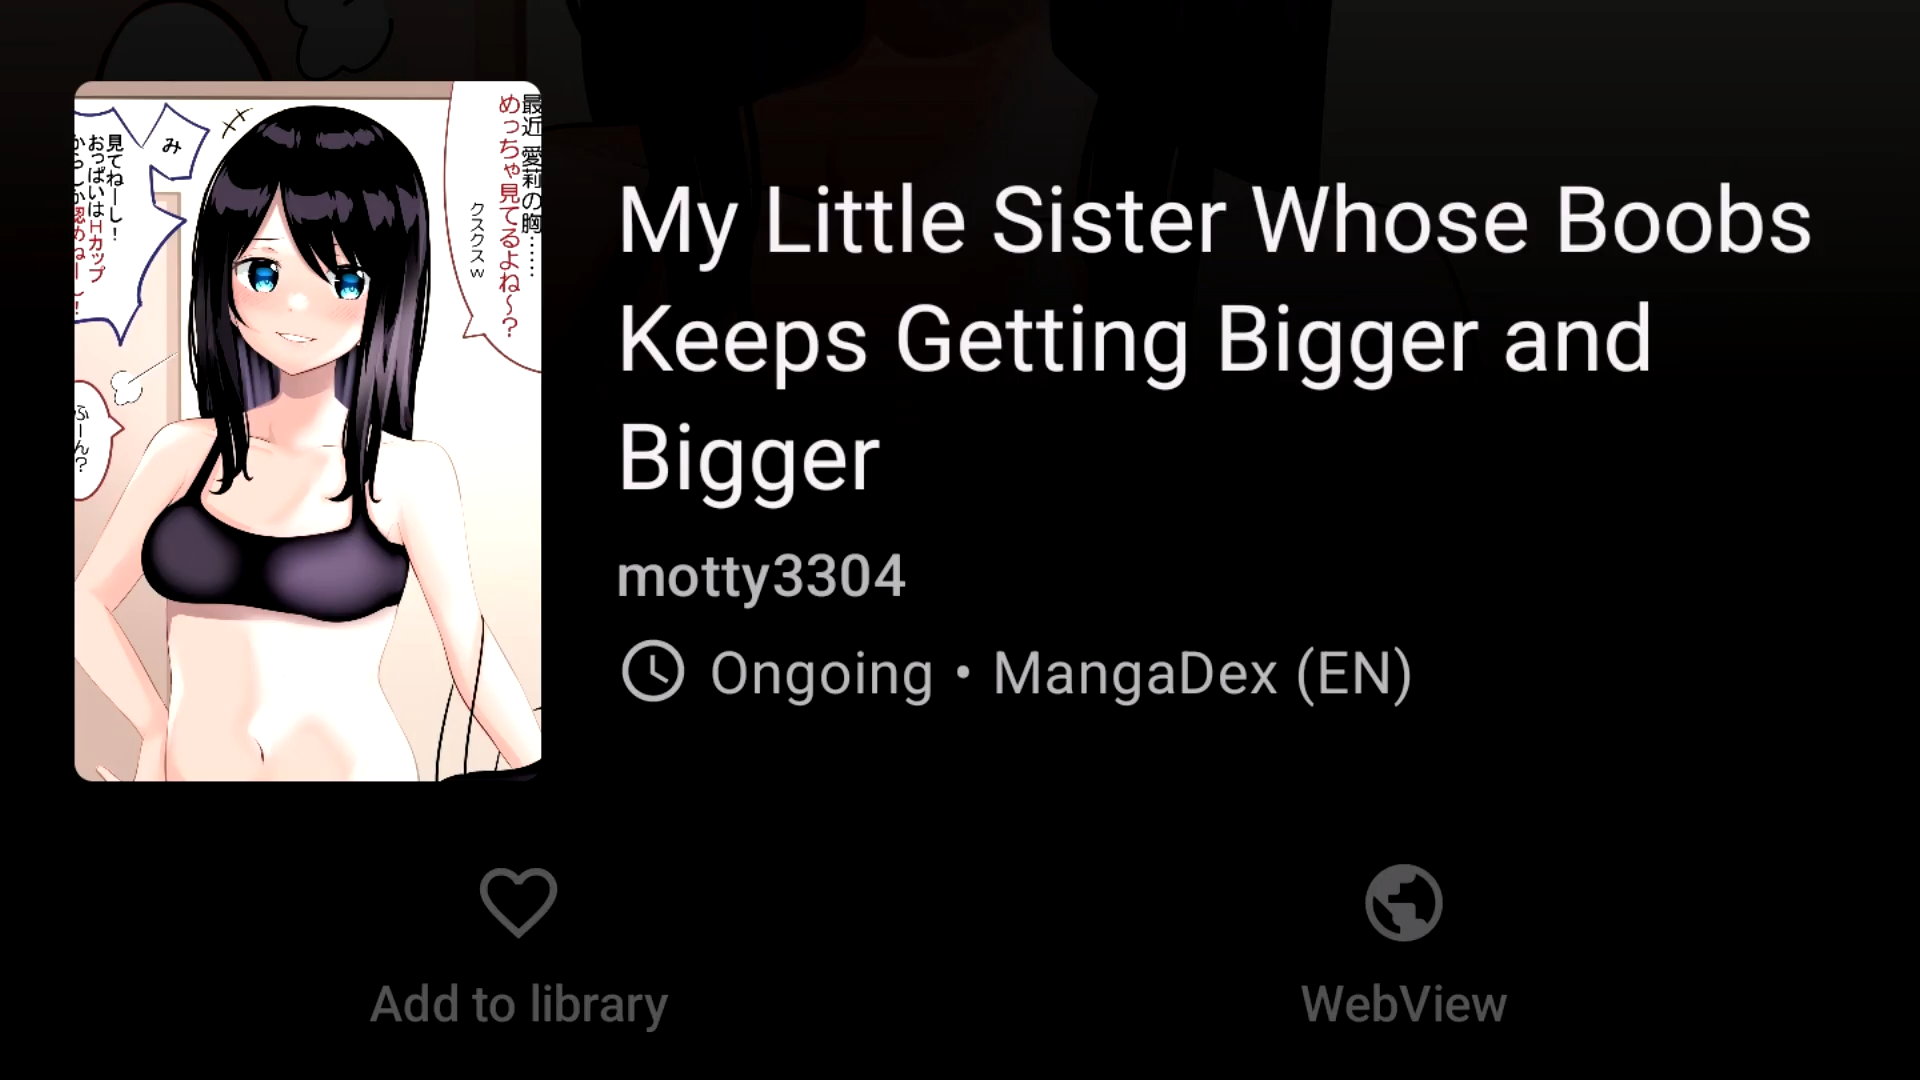 My Little Sister Whose Boobs
Keeps Getting Bigger and
Bigger
motty3304
Ongoing • MangaDex (EN)
最近 愛莉の胸……
めっちゃ見てるよね～？
クスクスw
み
見てねーし！
おっぱいはHカップ
からしか認めねーし！
ふーん？
Add to library
WebView